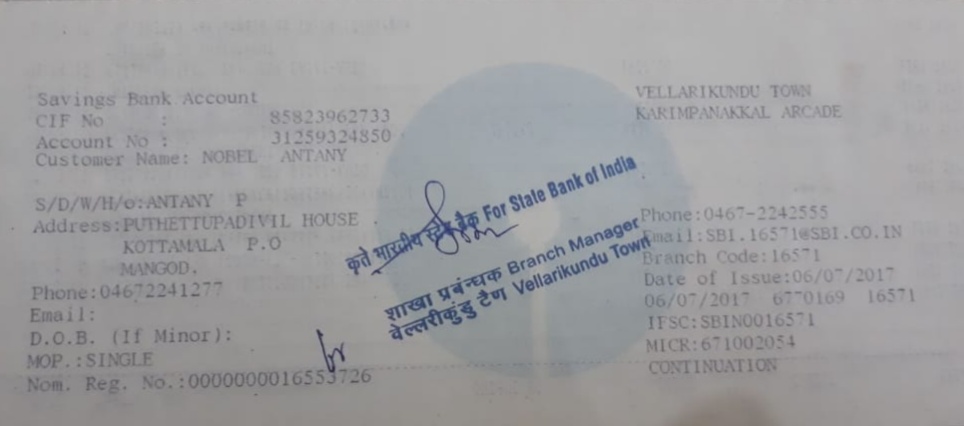 Savings Bank Account
CIF No : 85823962733
Account No : 31259324850
Customer Name: NOBEL ANTANY
S/D/W/H/o:ANTANY P
Address:PUTHETTUPADIVIL HOUSE
KOTTAMALA P.O
MANGOD,
Phone:04672241277
Email:
D.O.B. (If Minor):
MOP.:SINGLE
Nom. Reg. No.:0000000016553726
कृते भारतीय स्टेट बैंक For State Bank of India
शाखा प्रबन्धक Branch Manager
वेल्लरीकुंडु टैण Vellarikundu Town
VELLARIKUNDU TOWN
KARIMPANAKKAL ARCADE
Phone:0467-2242555
Email:SBI.16571@SBI.CO.IN
Branch Code:16571
Date of Issue:06/07/2017
06/07/2017 6770169 16571
IFSC:SBIN0016571
MICR:671002054
CONTINUATION